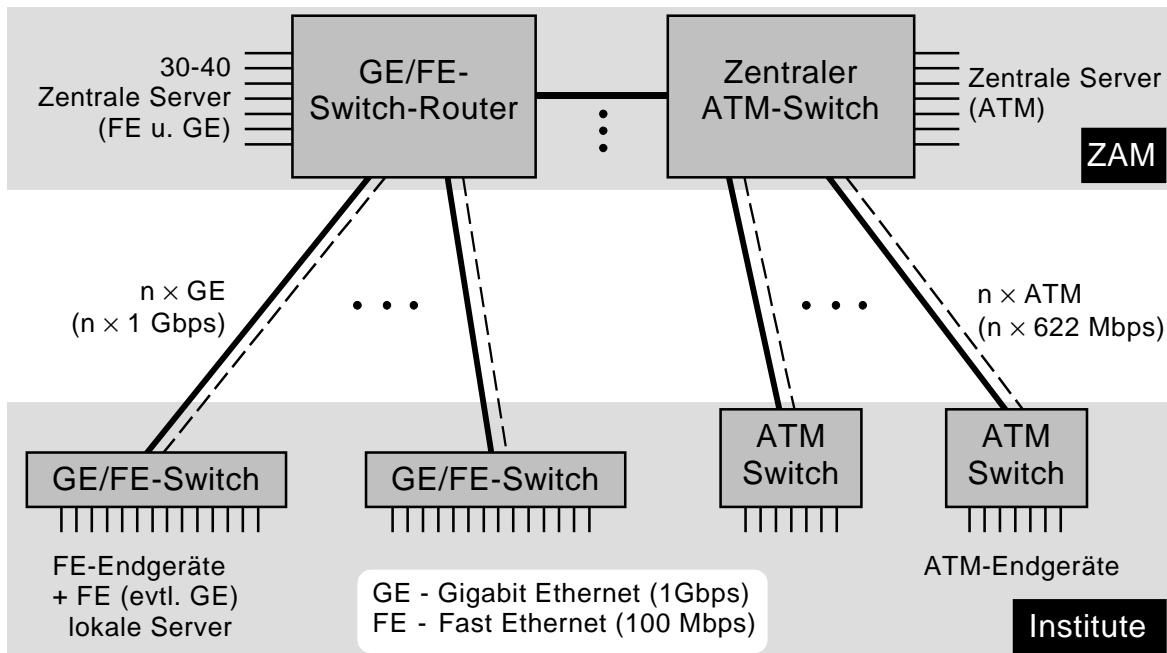 30-40
Zentrale Server
(FE u. GE)
GE/FE-
Switch-Router
Zentraler
ATM-Switch
Zentrale Server
(ATM)
ZAM
n × GE
(n × 1 Gbps)
n × ATM
(n × 622 Mbps)
GE/FE-Switch
GE/FE-Switch
ATM
Switch
ATM
Switch
FE-Endgeräte
+ FE (evtl. GE)
lokale Server
GE - Gigabit Ethernet (1Gbps)
FE - Fast Ethernet (100 Mbps)
ATM-Endgeräte
Institute